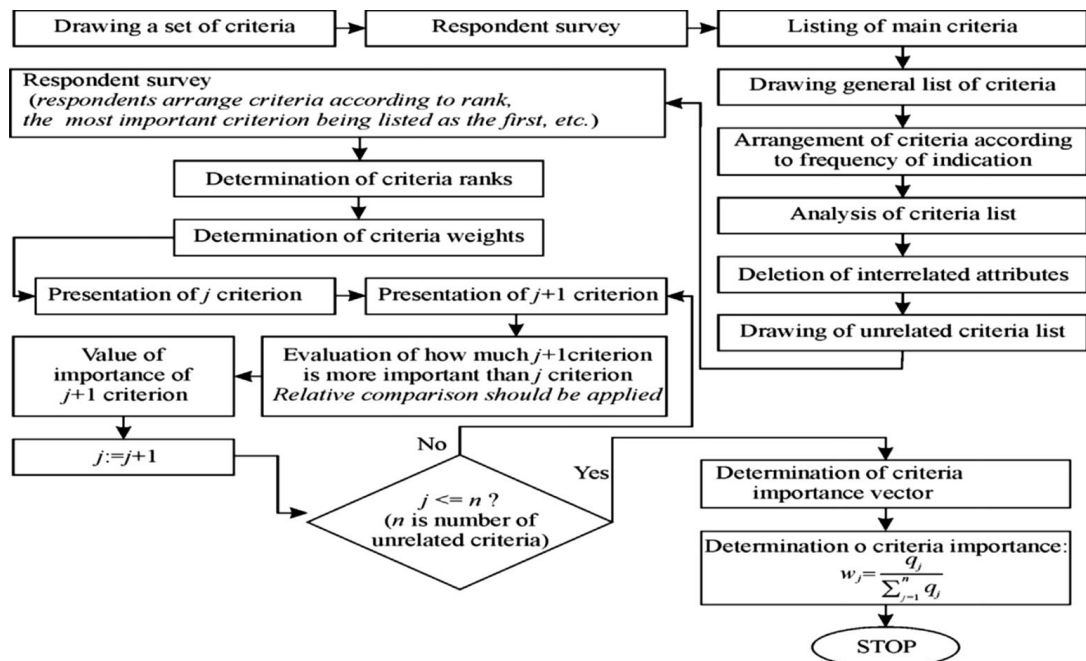 Drawing a set of criteria
Respondent survey
Listing of main criteria
Drawing general list of criteria
Arrangement of criteria according
to frequency of indication
Analysis of criteria list
Deletion of interrelated attributes
Drawing of unrelated criteria list
Respondent survey
(respondents arrange criteria according to rank,
the most important criterion being listed as the first, etc.)
Determination of criteria ranks
Determination of criteria weights
Presentation of j criterion
Presentation of j+1 criterion
Evaluation of how much j+1criterion
is more important than j criterion
Relative comparison should be applied
Value of
importance of
j+1 criterion
j:=j+1
No
Yes
j <= n ?
(n is number of
unrelated criteria)
Determination of criteria
importance vector
Determination o criteria importance:
w_j = q_j / ∑_{j=1}^{n} q_j
STOP